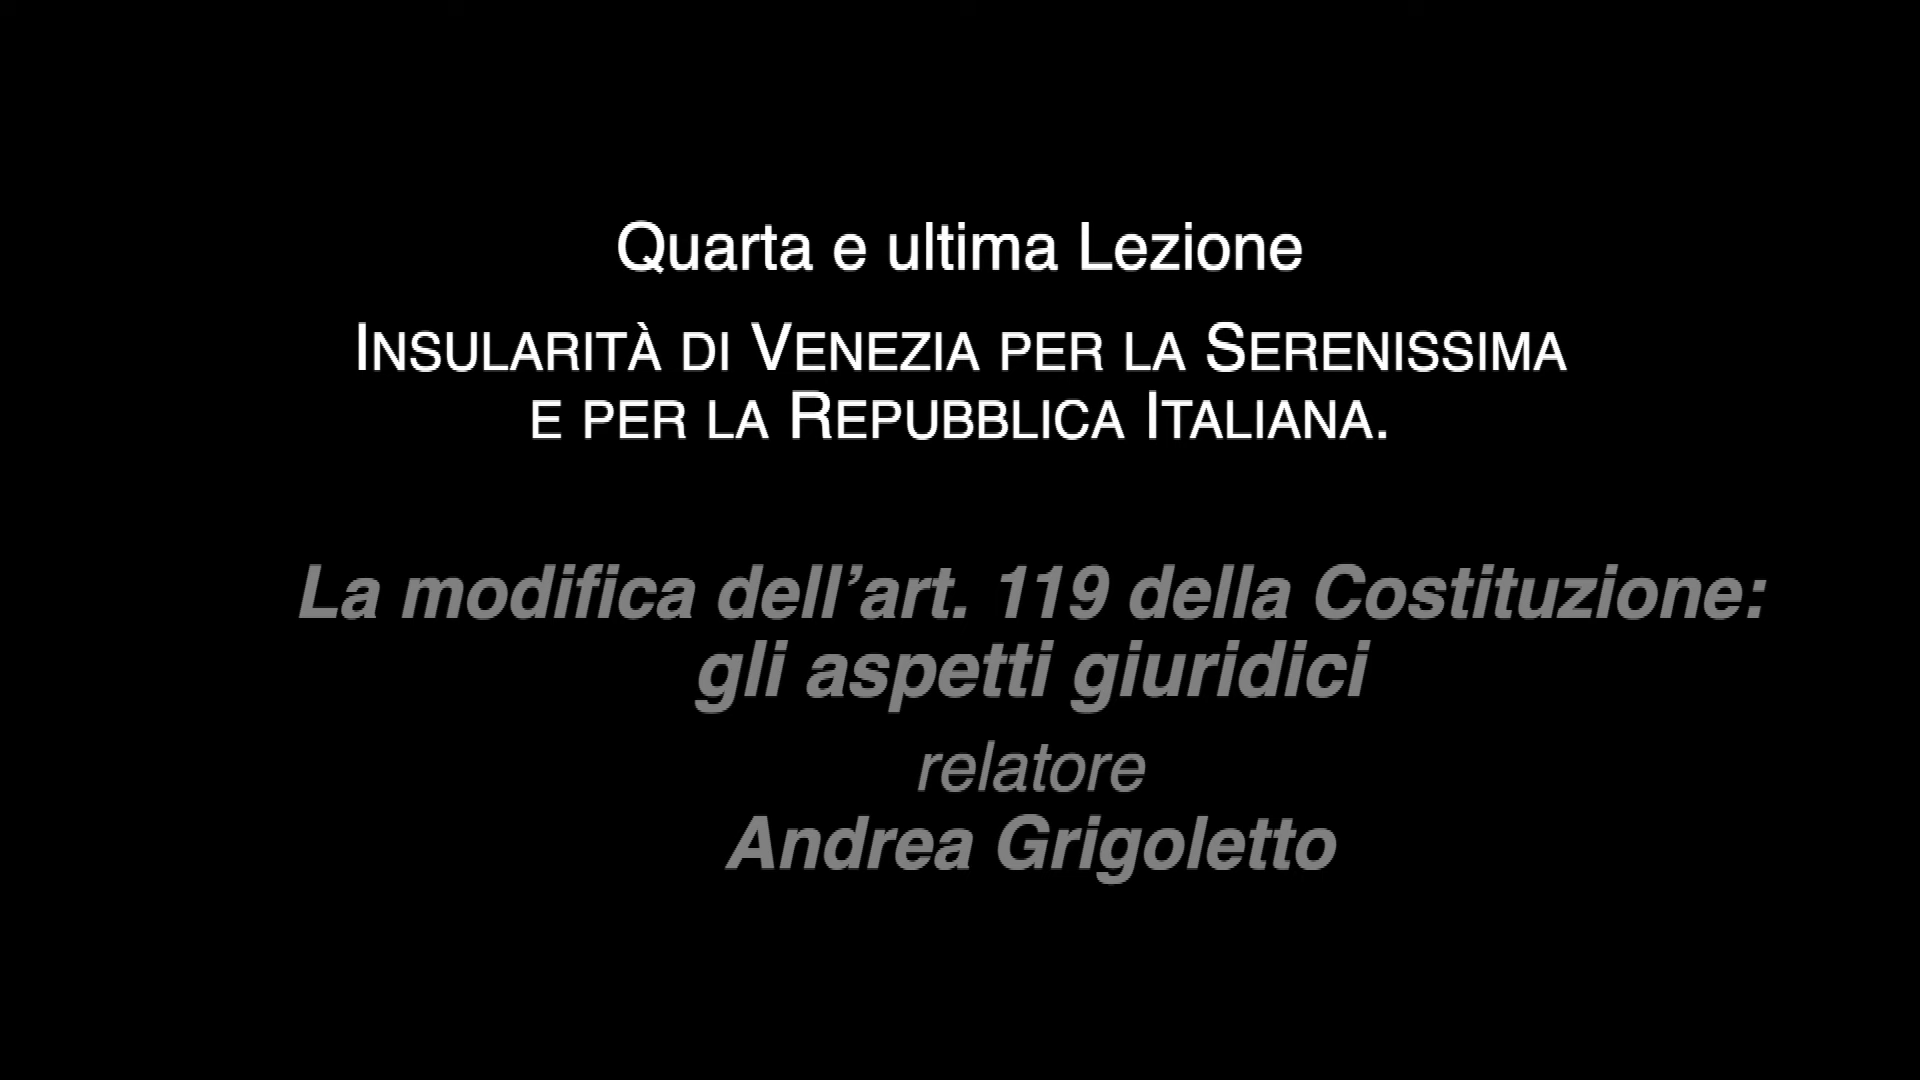 Quarta e ultima Lezione
INSULARITÀ DI VENEZIA PER LA SERENISSIMA
E PER LA REPUBBLICA ITALIANA.
La modifica dell’art. 119 della Costituzione:
gli aspetti giuridici
relatore
Andrea Grigoletto